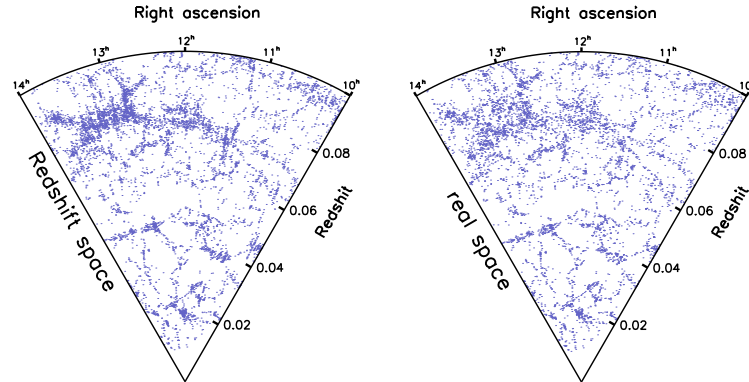 Right ascension
14ʰ 13ʰ 12ʰ 11ʰ 10ʰ
0.08
0.06
0.04
0.02
Redshit
Redshift space
Right ascension
14ʰ 13ʰ 12ʰ 11ʰ 10
0.08
0.06
0.04
0.02
Redshit
real space